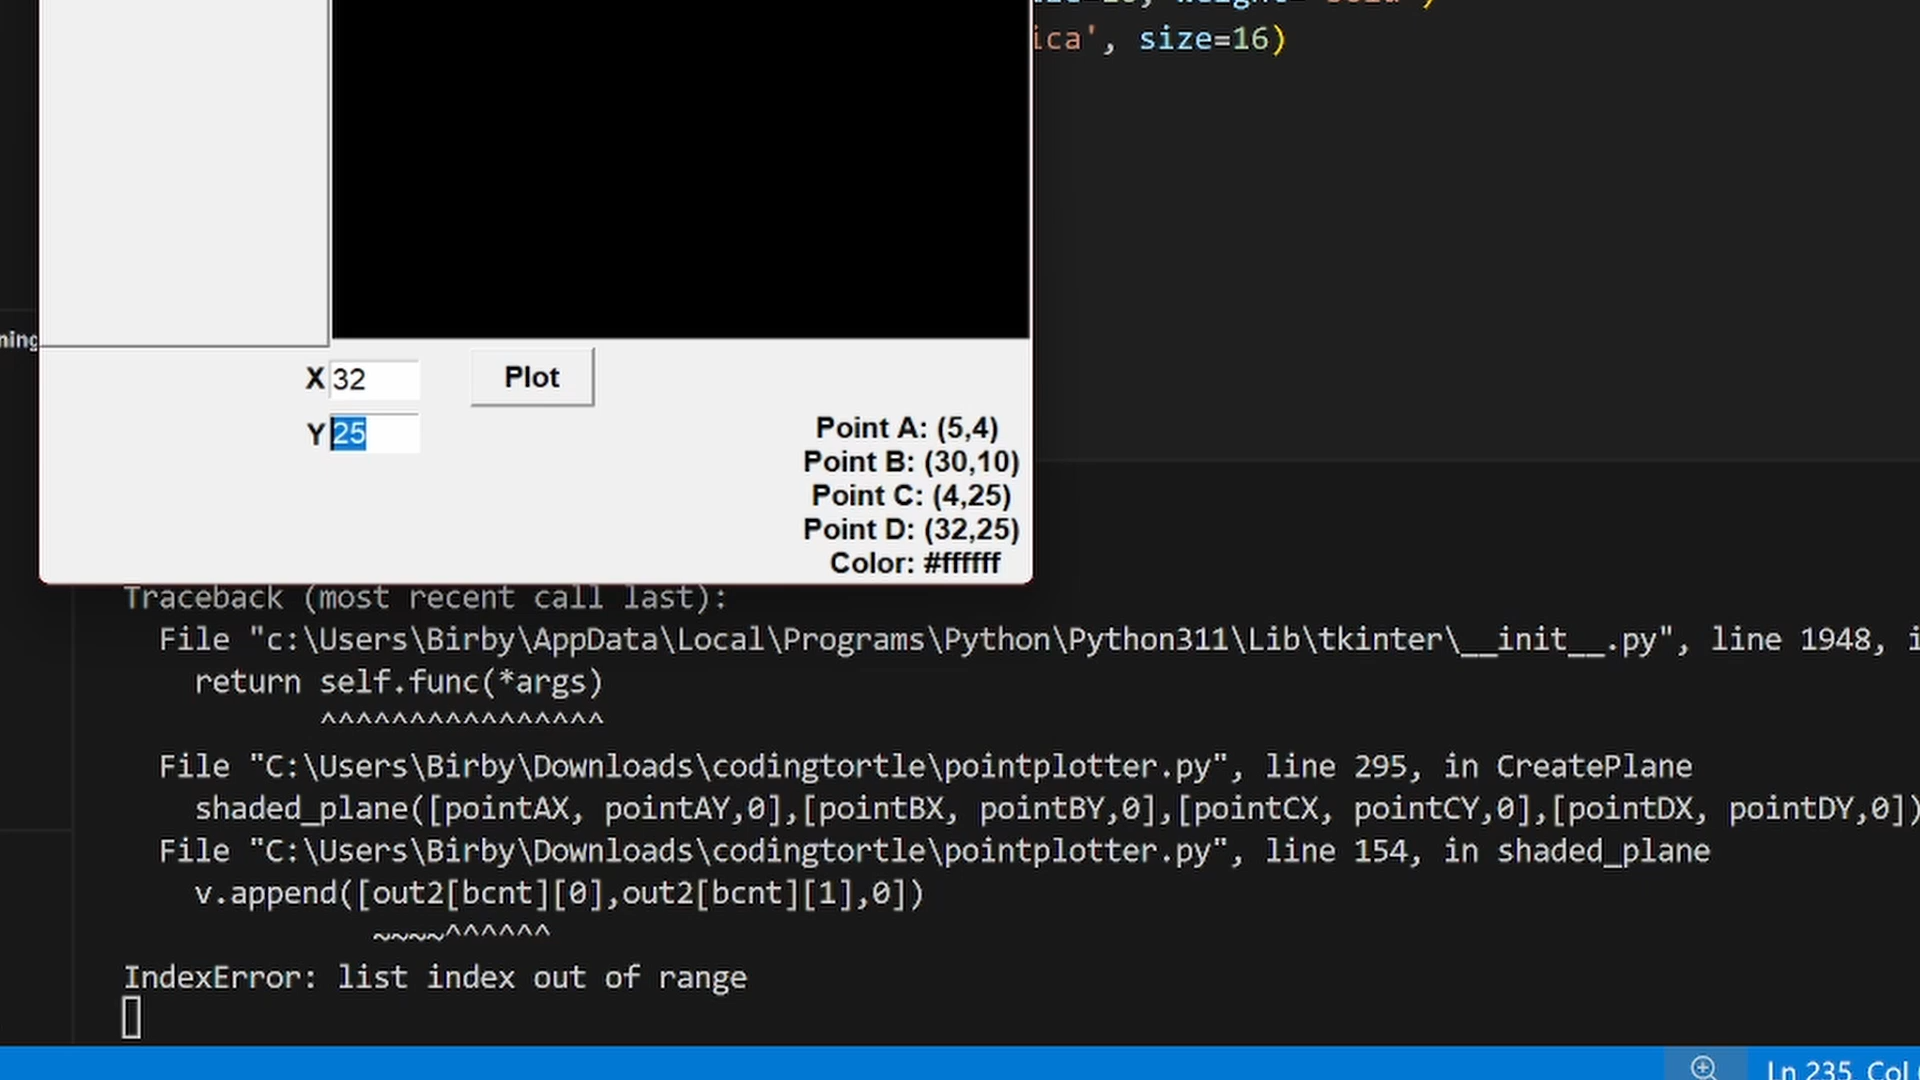 ica', size=16)
ning
X 32
Plot
Y 25
Point A: (5,4)
Point B: (30,10)
Point C: (4,25)
Point D: (32,25)
Color: #ffffff
Traceback (most recent call last):
File "c:\Users\Birby\AppData\Local\Programs\Python\Python311\Lib\tkinter\__init__.py", line 1948, i
return self.func(*args)
^^^^^^^^^^^^^^^^
File "C:\Users\Birby\Downloads\codingtortle\pointplotter.py", line 295, in CreatePlane
shaded_plane([pointAX, pointAY,0],[pointBX, pointBY,0],[pointCX, pointCY,0],[pointDX, pointDY,0])
File "C:\Users\Birby\Downloads\codingtortle\pointplotter.py", line 154, in shaded_plane
v.append([out2[bcnt][0],out2[bcnt][1],0])
~~~~^^^^^^
IndexError: list index out of range
Ln 235, Col